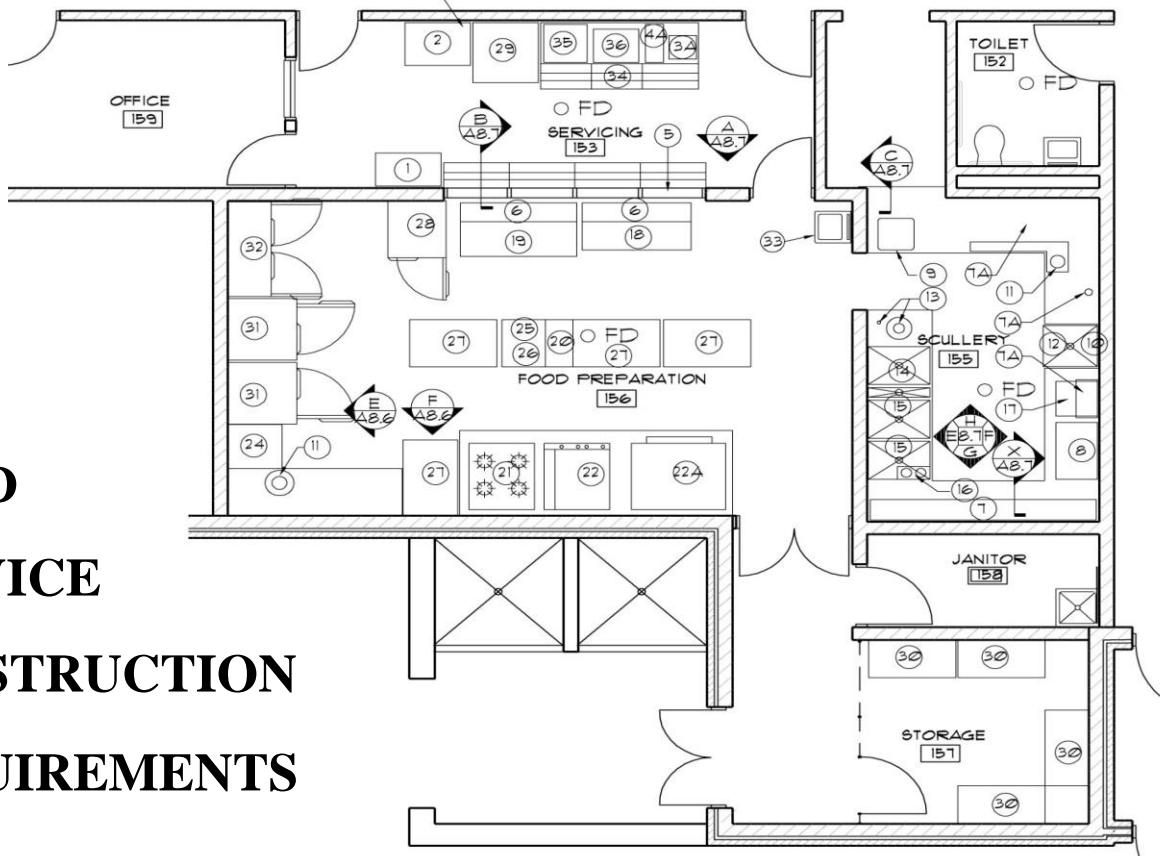 2
29
35
36
4A
3A
34
TOILET
152
FD
OFFICE
159
FD
B
A8.7
SERVICING
153
5
A
A8.7
1
C
A8.7
32
28
6
6
19
18
33
9
7A
11
13
7A
31
27
25
26
20
FD
27
27
SCULLERY
155
12
10
7A
14
FOOD PREPARATION
156
FD
31
E
A8.6
F
A8.6
15
17
24
11
H
E 8.7 F
G
X
A8.7
27
21
22
22A
15
8
16
7
D
VICE
JANITOR
158
STRUCTION
30
30
STORAGE
157
30
UIREMENTS
30